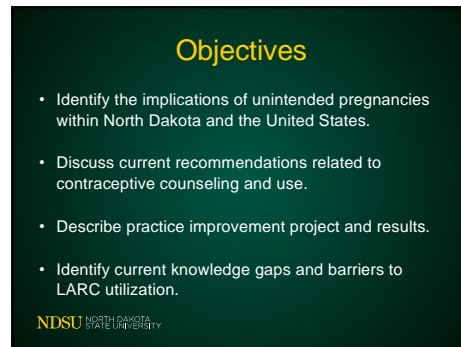 Objectives
• Identify the implications of unintended pregnancies
within North Dakota and the United States.
• Discuss current recommendations related to
contraceptive counseling and use.
• Describe practice improvement project and results.
• Identify current knowledge gaps and barriers to
LARC utilization.
NDSU NORTH DAKOTA
STATE UNIVERSITY